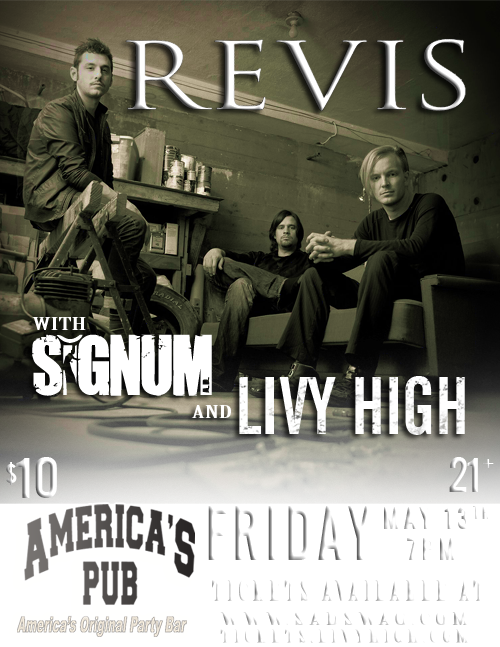 REVIS
WITH
SIGNUM
AND LIVY HIGH
$10
21+
AMERICA'S
PUB
America's Original Party Bar
FRIDAY MAY 13TH
7PM
TICKETS AVAILABLE AT